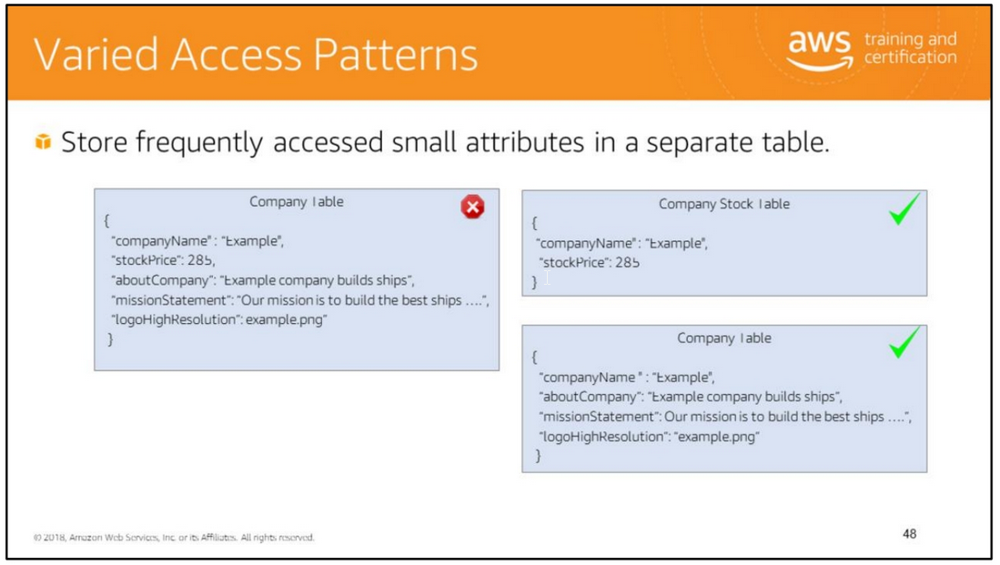 Varied Access Patterns
aws training and
certification
Store frequently accessed small attributes in a separate table.
Company Table
{
"companyName" : "Example",
"stockPrice": 285,
"aboutCompany": "Example company builds ships",
"missionStatement": "Our mission is to build the best ships ....",
"logoHighResolution": example.png"
}
Company Stock Table
{
"companyName": "Example",
"stockPrice": 285
}
Company Table
{
"companyName " : "Example",
"aboutCompany": "Example company builds ships",
"missionStatement": Our mission is to build the best ships ....",
"logoHighResolution": "example.png"
}
© 2018, Amazon Web Services, Inc. or its Affiliates. All rights reserved.
48